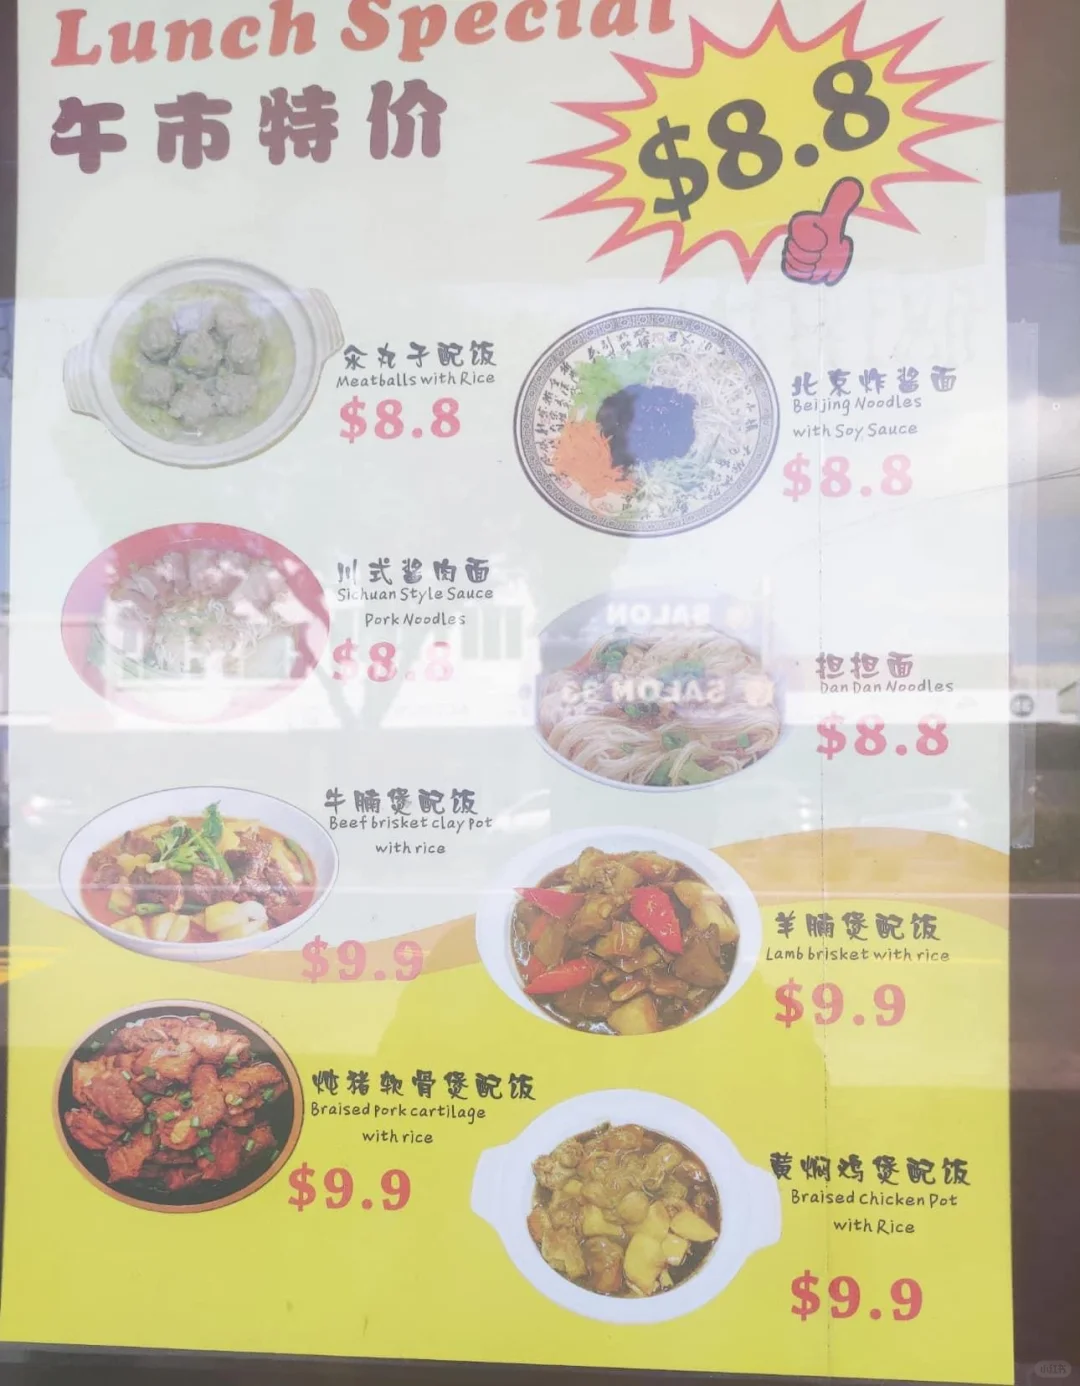 Lunch Special
午市特价
$8.8
汆丸子配饭
Meatballs with Rice
$8.8
北京炸酱面
Beijing Noodles
with Soy Sauce
$8.8
川式酱肉面
Sichuan Style Sauce
Pork Noodles
$8.8
SALON
SALON 33
担担面
Dan Dan Noodles
$8.8
牛腩煲配饭
Beef brisket clay pot
with rice
$9.9
羊腩煲配饭
Lamb brisket with rice
$9.9
炖猪软骨煲配饭
Braised pork cartilage
with rice
$9.9
黄焖鸡煲配饭
Braised Chicken Pot
with Rice
$9.9